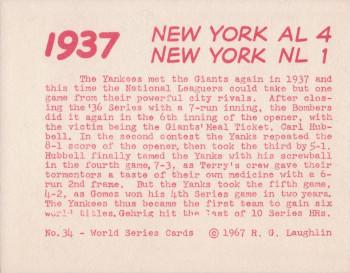 1937
NEW YORK AL 4
NEW YORK NL 1
The Yankees met the Giants again in 1937 and
this time the National Leaguers could take but one
game from their powerful city rivals. After clos-
ing the '36 Series with a 7-run inning, the Bombers
did it again in the 6th inning of the opener, with
the victim being the Giants' Meal Ticket, Carl Hub-
bell. In the second contest the Yanks repeated the
8-1 score of the opener, then took the third by 5-1.
Hubbell finally tamed the Yanks with his screwball
in the fourth game, 7-3, as Terry's crew gave their
tormentors a taste of their own medicine with a 6-
run 2nd frame. But the Yanks took the fifth game,
4-2, as Gomez won his 4th Series game in two years.
The Yankees thus became the first team to gain six
world titles. Gehrig hit the last of 10 Series HRs.
No. 34 - World Series Cards © 1967 R. G. Laughlin